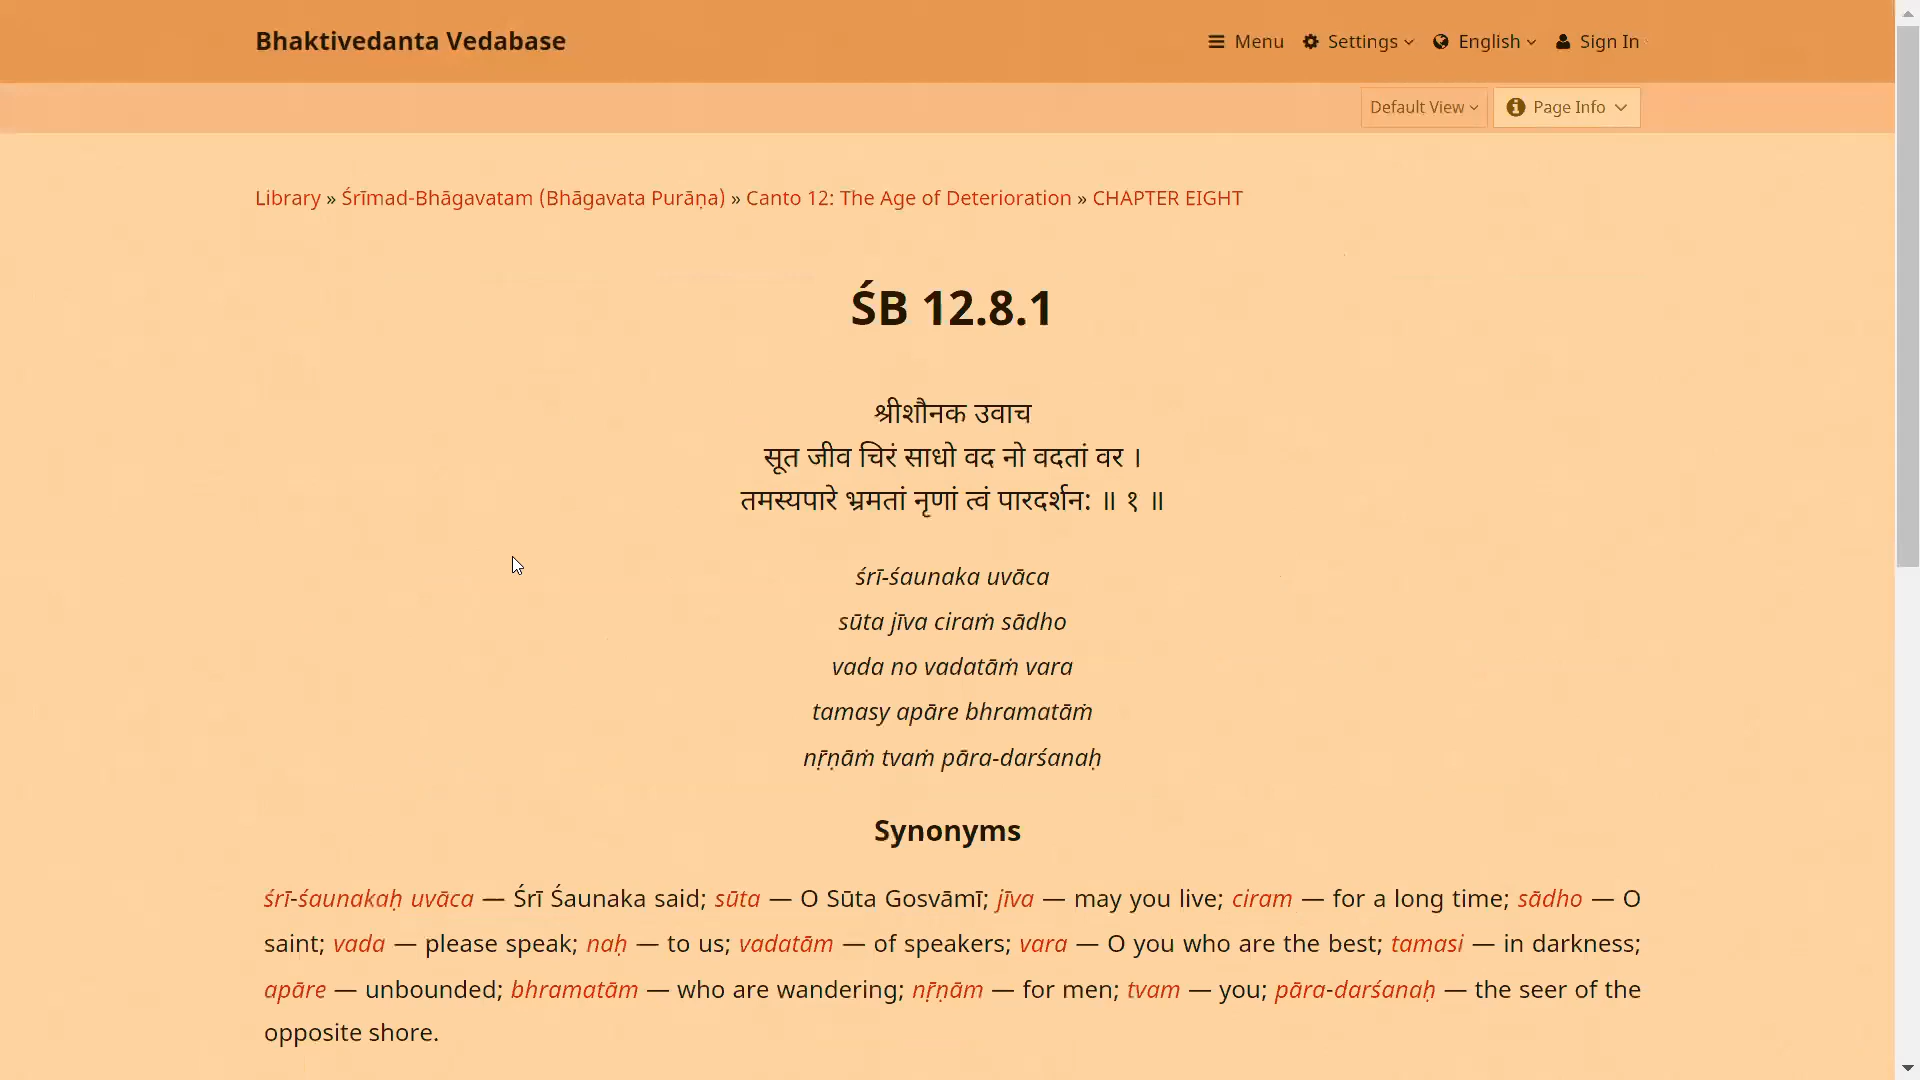 Bhaktivedanta Vedabase
Menu Settings English Sign In
Default View Page Info
Library » Śrīmad-Bhāgavatam (Bhāgavata Purāṇa) » Canto 12: The Age of Deterioration » CHAPTER EIGHT
ŚB 12.8.1
श्रीशौनक उवाच
सूत जीव चिरं साधो वद नो वदतां वर ।
तमस्यपारे भ्रमतां नृणां त्वं पारदर्शन: ॥ १ ॥
śrī-śaunaka uvāca
sūta jīva ciraṁ sādho
vada no vadatāṁ vara
tamasy apāre bhramatāṁ
nṝṇāṁ tvaṁ pāra-darśanaḥ
Synonyms
śrī-śaunakaḥ uvāca — Śrī Śaunaka said; sūta — O Sūta Gosvāmī; jīva — may you live; ciram — for a long time; sādho — O
saint; vada — please speak; naḥ — to us; vadatām — of speakers; vara — O you who are the best; tamasi — in darkness;
apāre — unbounded; bhramatām — who are wandering; nṝṇām — for men; tvam — you; pāra-darśanaḥ — the seer of the
opposite shore.